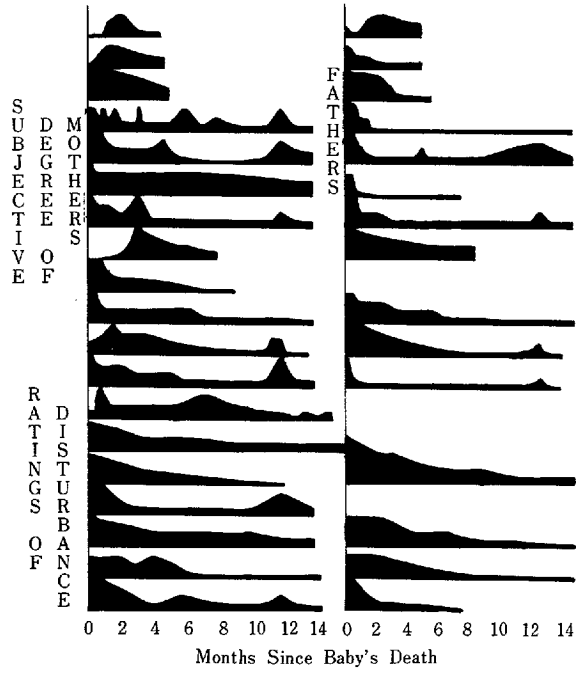 SUBJECTIVE
DEGREE OF
MOTHERS
FATHERS
RATINGS OF
DISTURBANCE
0 2 4 6 8 10 12 14
0 2 4 6 8 10 12 14
Months Since Baby's Death